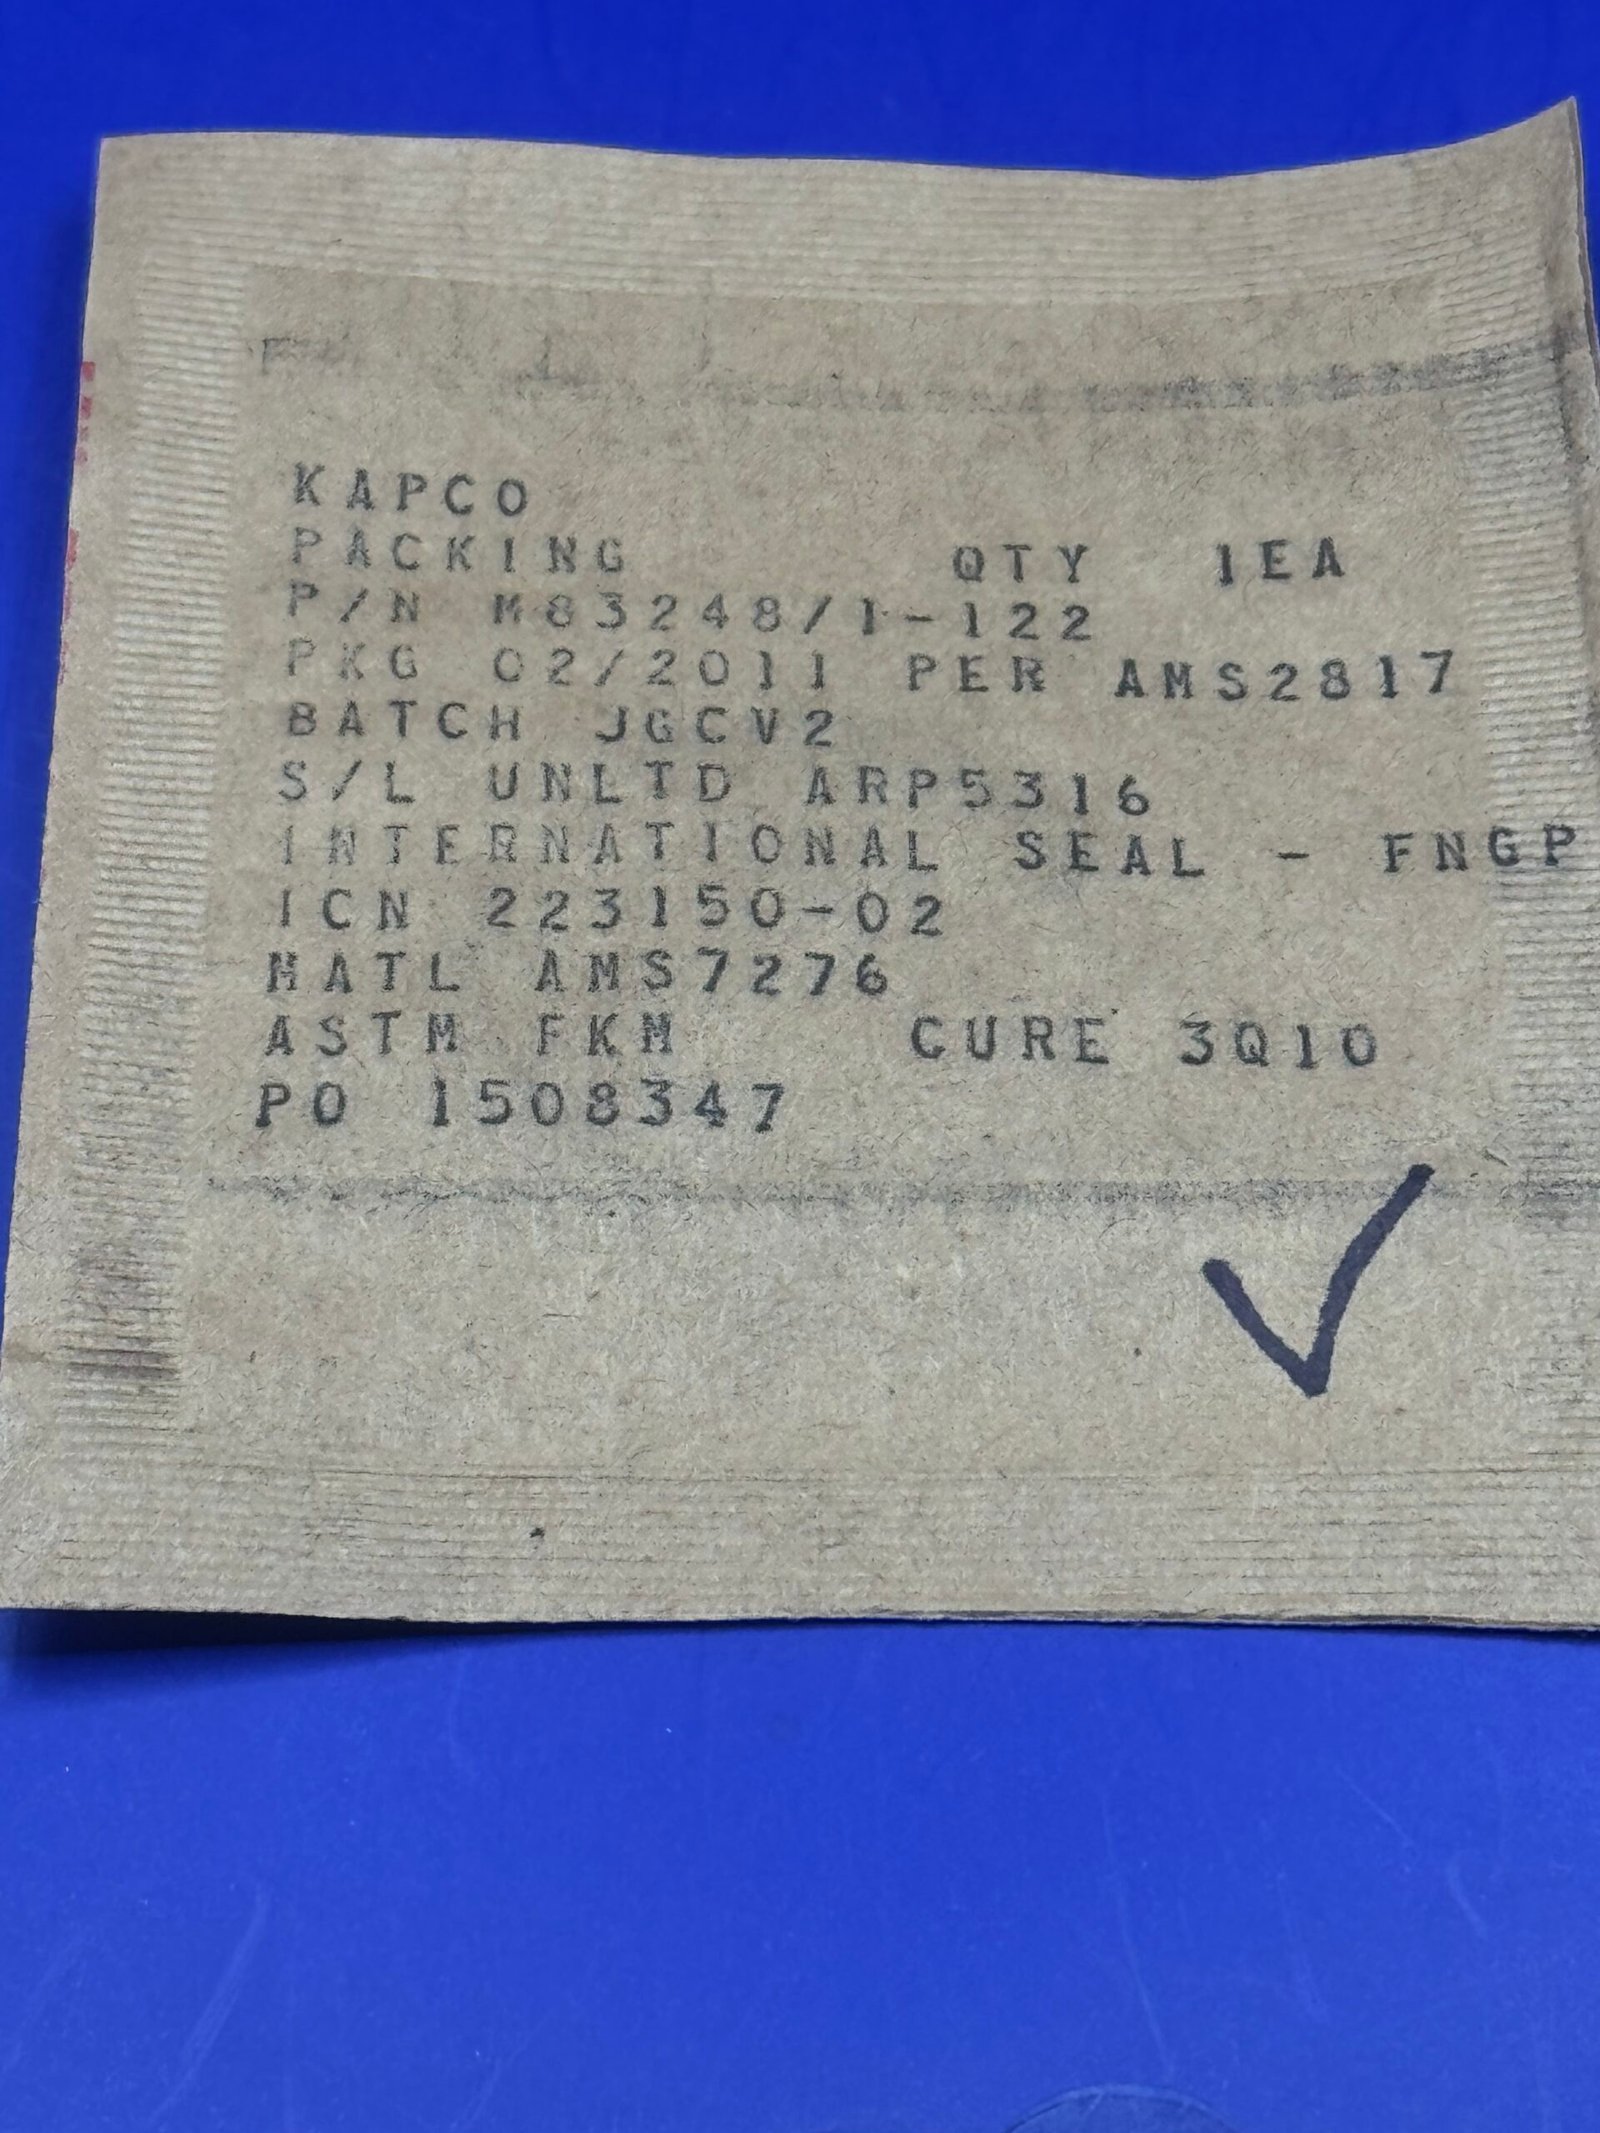 KAPCO
PACKING QTY 1EA
P/N M83248/1-122
PKG 02/2011 PER AMS2817
BATCH JGCV2
S/L UNLTD ARP5316
INTERNATIONAL SEAL - FNGP
ICN 223150-02
MATL AMS7276
ASTM FKM CURE 3Q10
PO 1508347